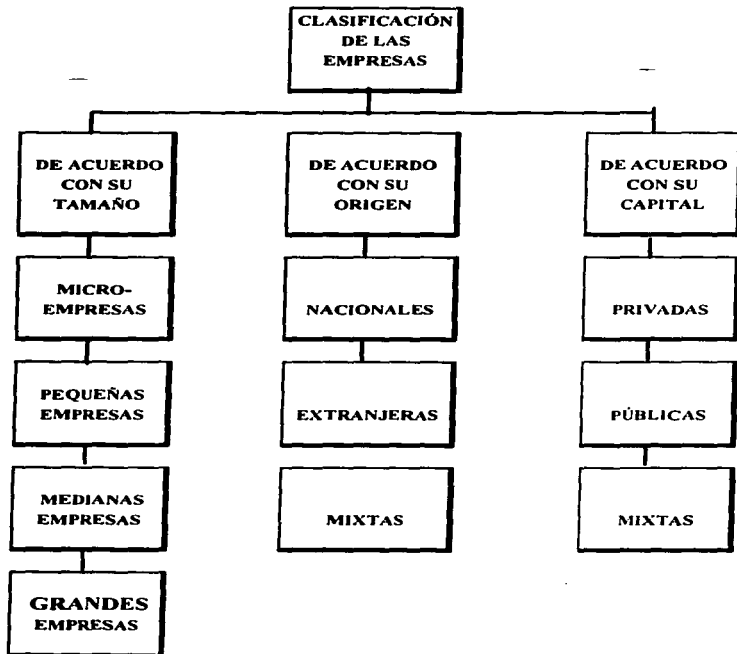 CLASIFICACIÓN
DE LAS
EMPRESAS
DE ACUERDO
CON SU
TAMAÑO
MICRO-
EMPRESAS
PEQUEÑAS
EMPRESAS
MEDIANAS
EMPRESAS
GRANDES
EMPRESAS
DE ACUERDO
CON SU
ORIGEN
NACIONALES
EXTRANJERAS
MIXTAS
DE ACUERDO
CON SU
CAPITAL
PRIVADAS
PÚBLICAS
MIXTAS